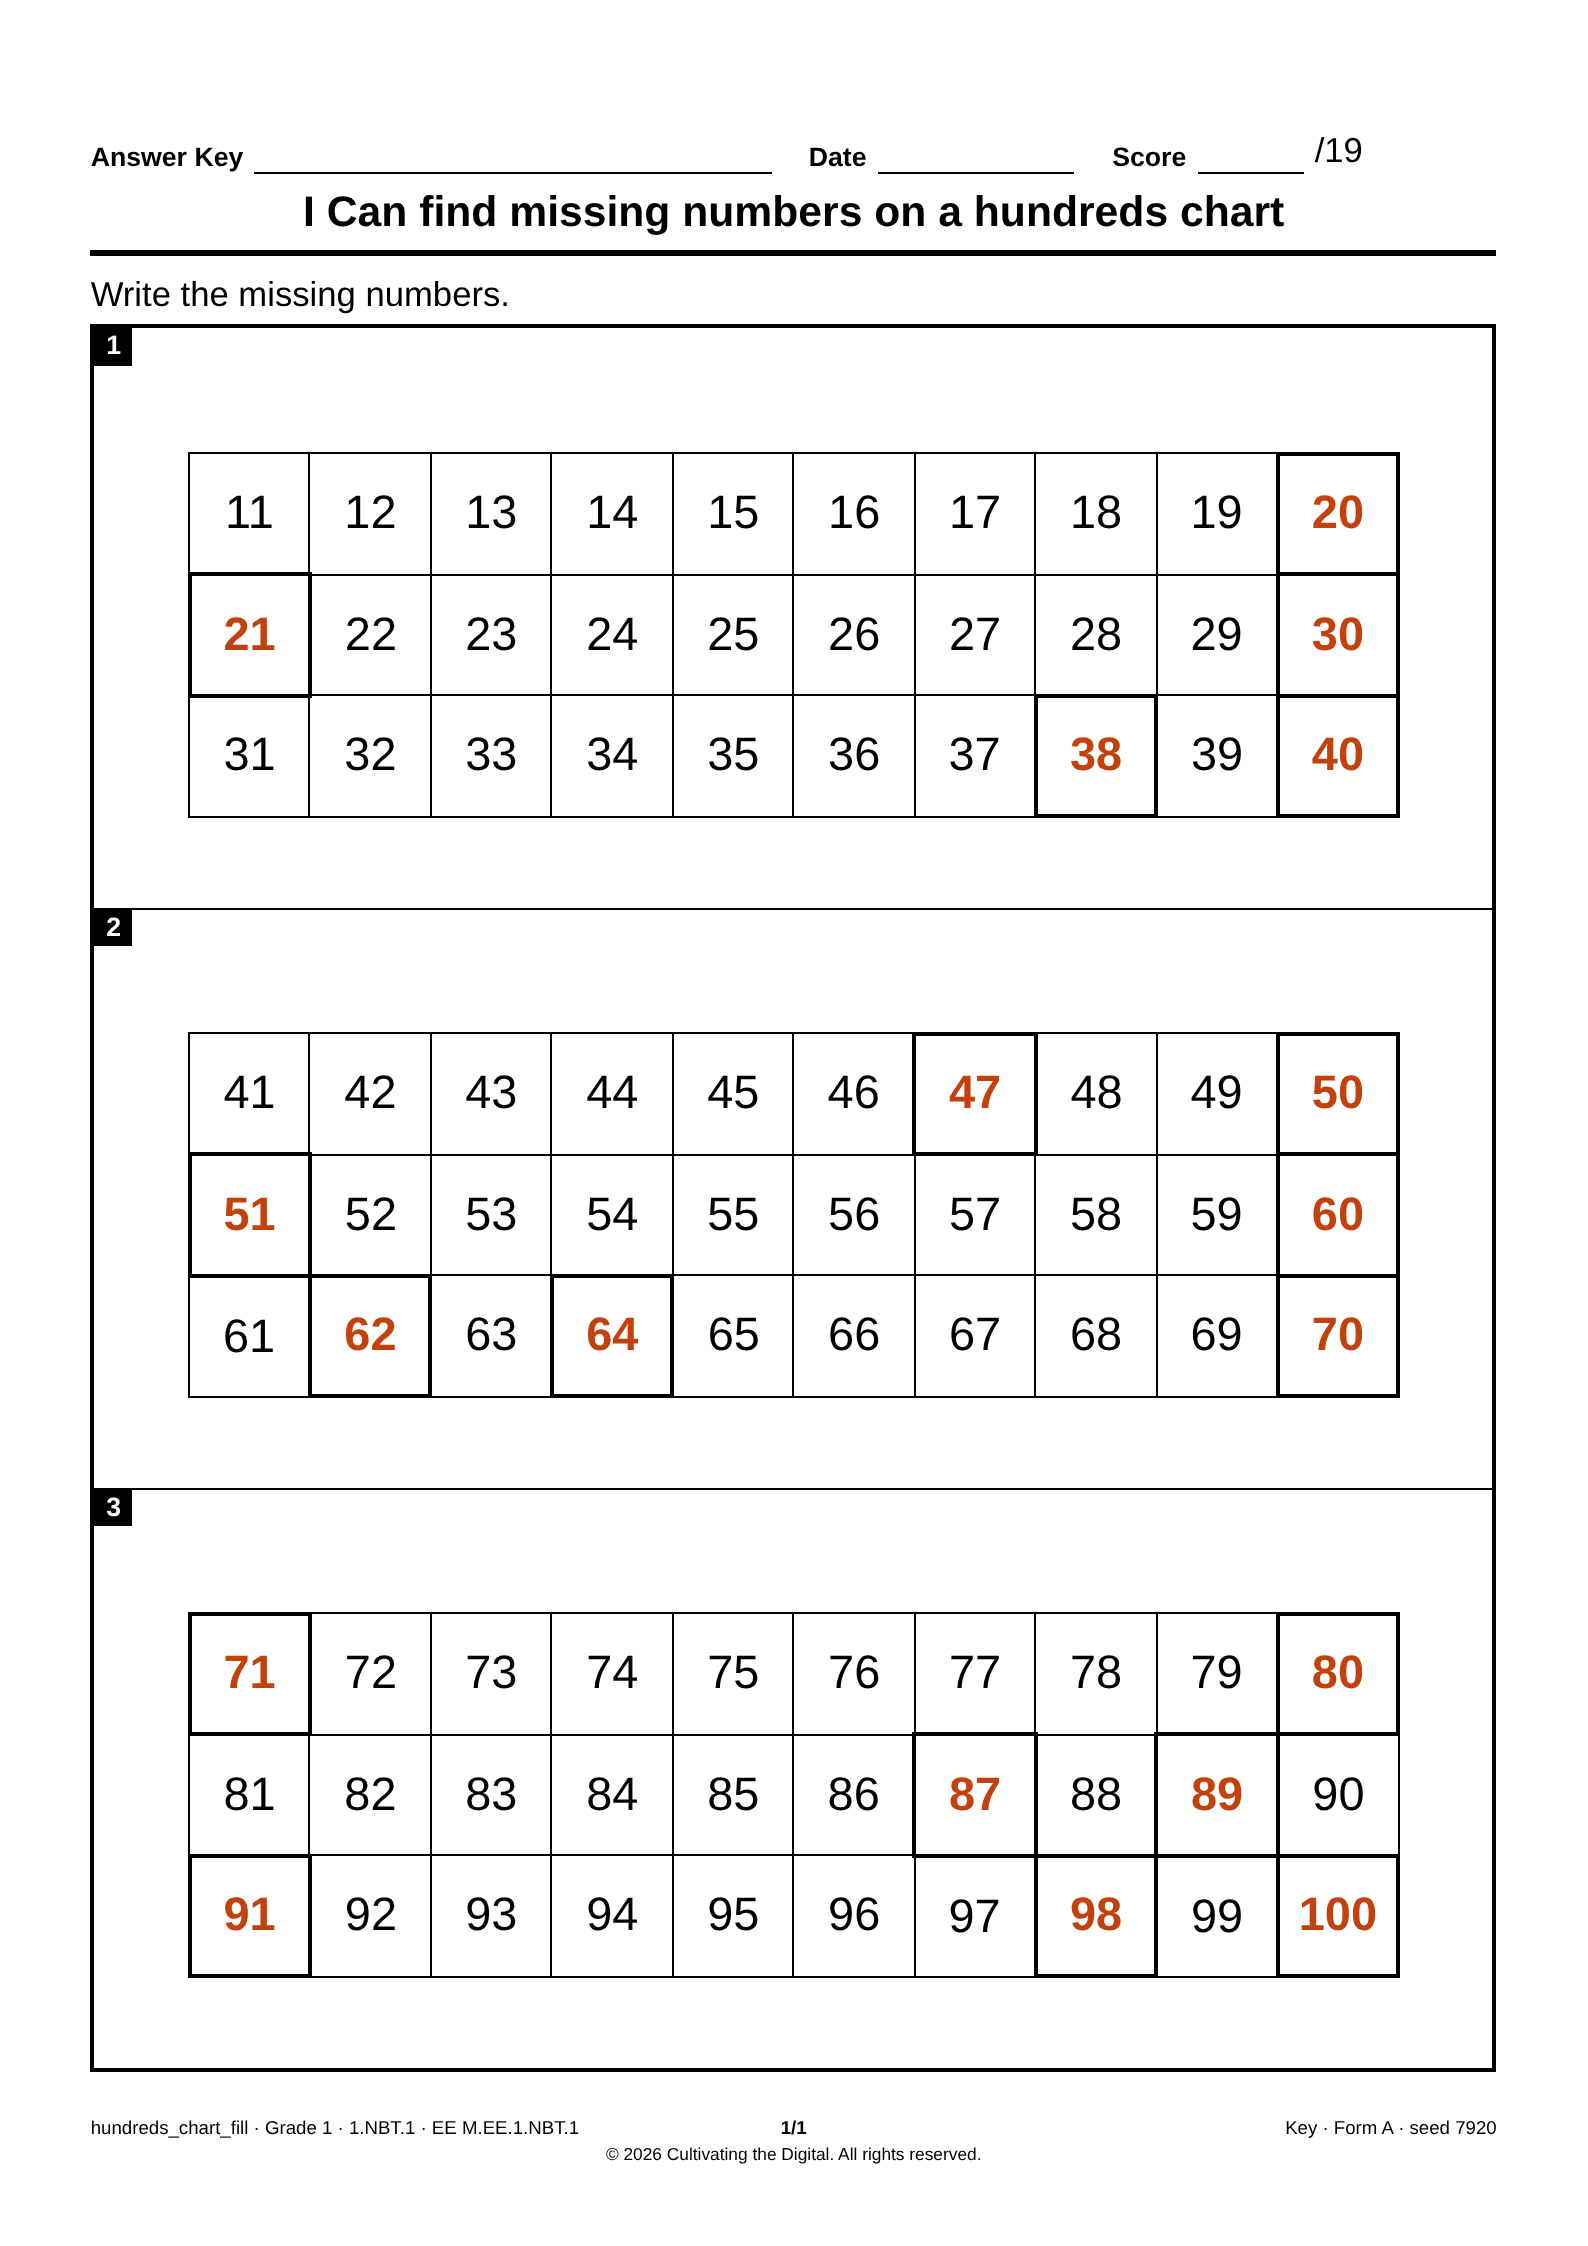 Answer Key Date Score /19
I Can find missing numbers on a hundreds chart
Write the missing numbers.
1
11 12 13 14 15 16 17 18 19 20
21 22 23 24 25 26 27 28 29 30
31 32 33 34 35 36 37 38 39 40
2
41 42 43 44 45 46 47 48 49 50
51 52 53 54 55 56 57 58 59 60
61 62 63 64 65 66 67 68 69 70
3
71 72 73 74 75 76 77 78 79 80
81 82 83 84 85 86 87 88 89 90
91 92 93 94 95 96 97 98 99 100
hundreds_chart_fill · Grade 1 · 1.NBT.1 · EE M.EE.1.NBT.1 1/1 Key · Form A · seed 7920
© 2026 Cultivating the Digital. All rights reserved.